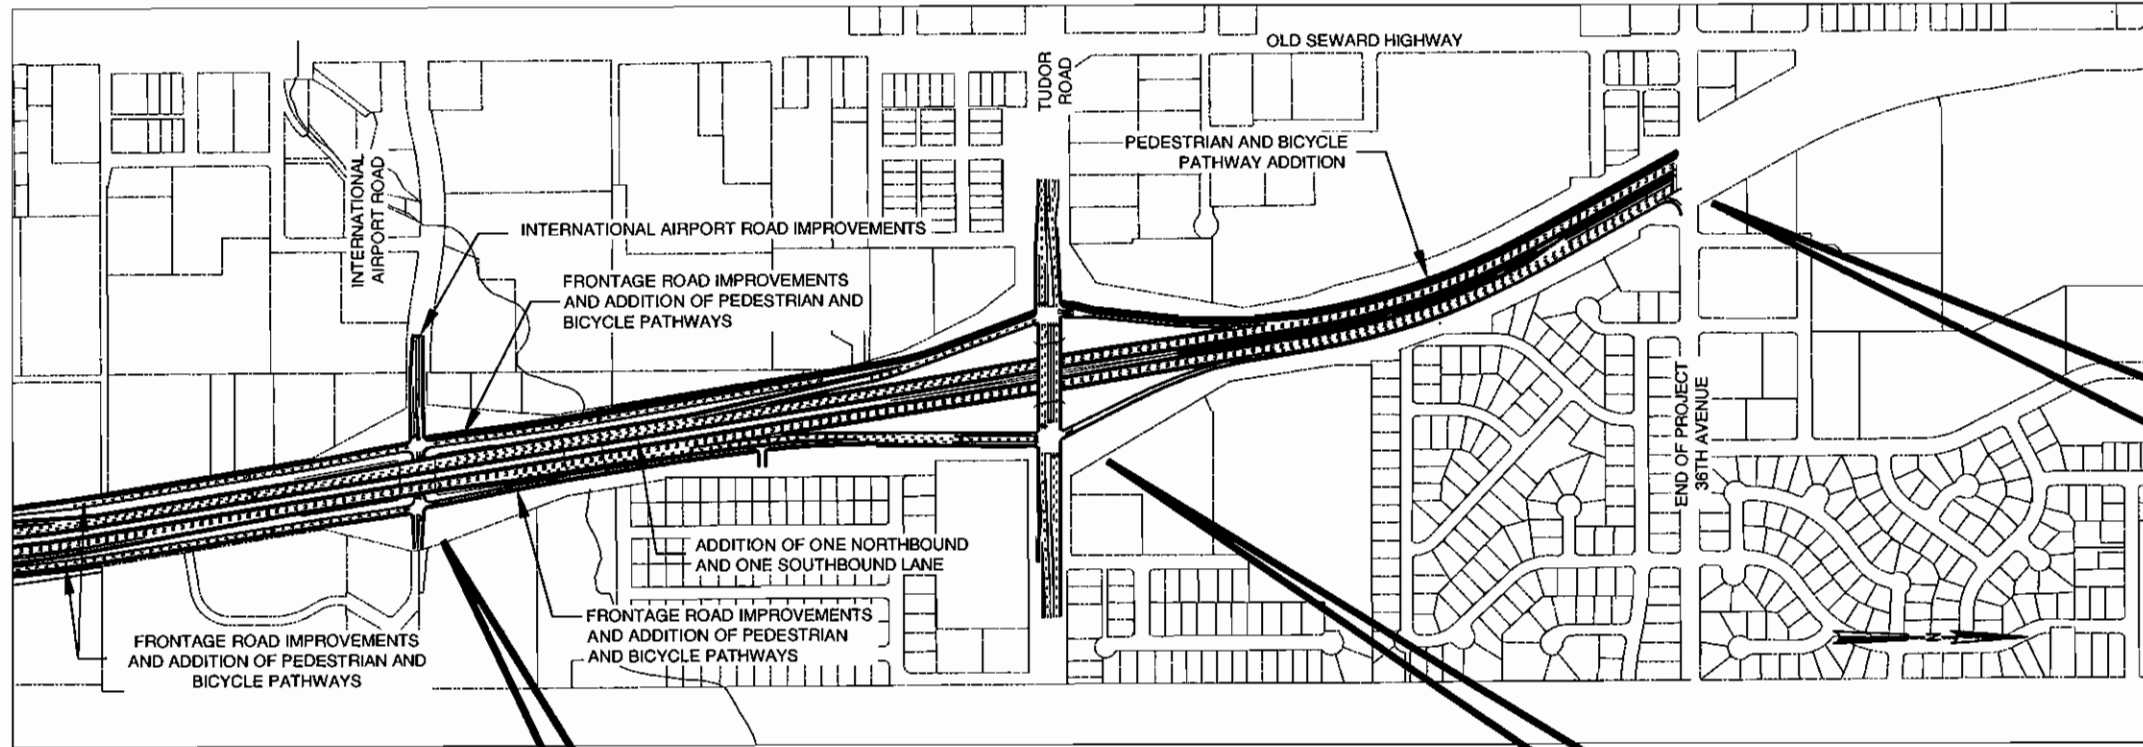 OLD SEWARD HIGHWAY
TUDOR
ROAD
PEDESTRIAN AND BICYCLE
PATHWAY ADDITION
INTERNATIONAL
AIRPORT ROAD
INTERNATIONAL AIRPORT ROAD IMPROVEMENTS
FRONTAGE ROAD IMPROVEMENTS
AND ADDITION OF PEDESTRIAN AND
BICYCLE PATHWAYS
END OF PROJECT
36TH AVENUE
ADDITION OF ONE NORTHBOUND
AND ONE SOUTHBOUND LANE
FRONTAGE ROAD IMPROVEMENTS
AND ADDITION OF PEDESTRIAN
AND BICYCLE PATHWAYS
FRONTAGE ROAD IMPROVEMENTS
AND ADDITION OF PEDESTRIAN AND
BICYCLE PATHWAYS
N